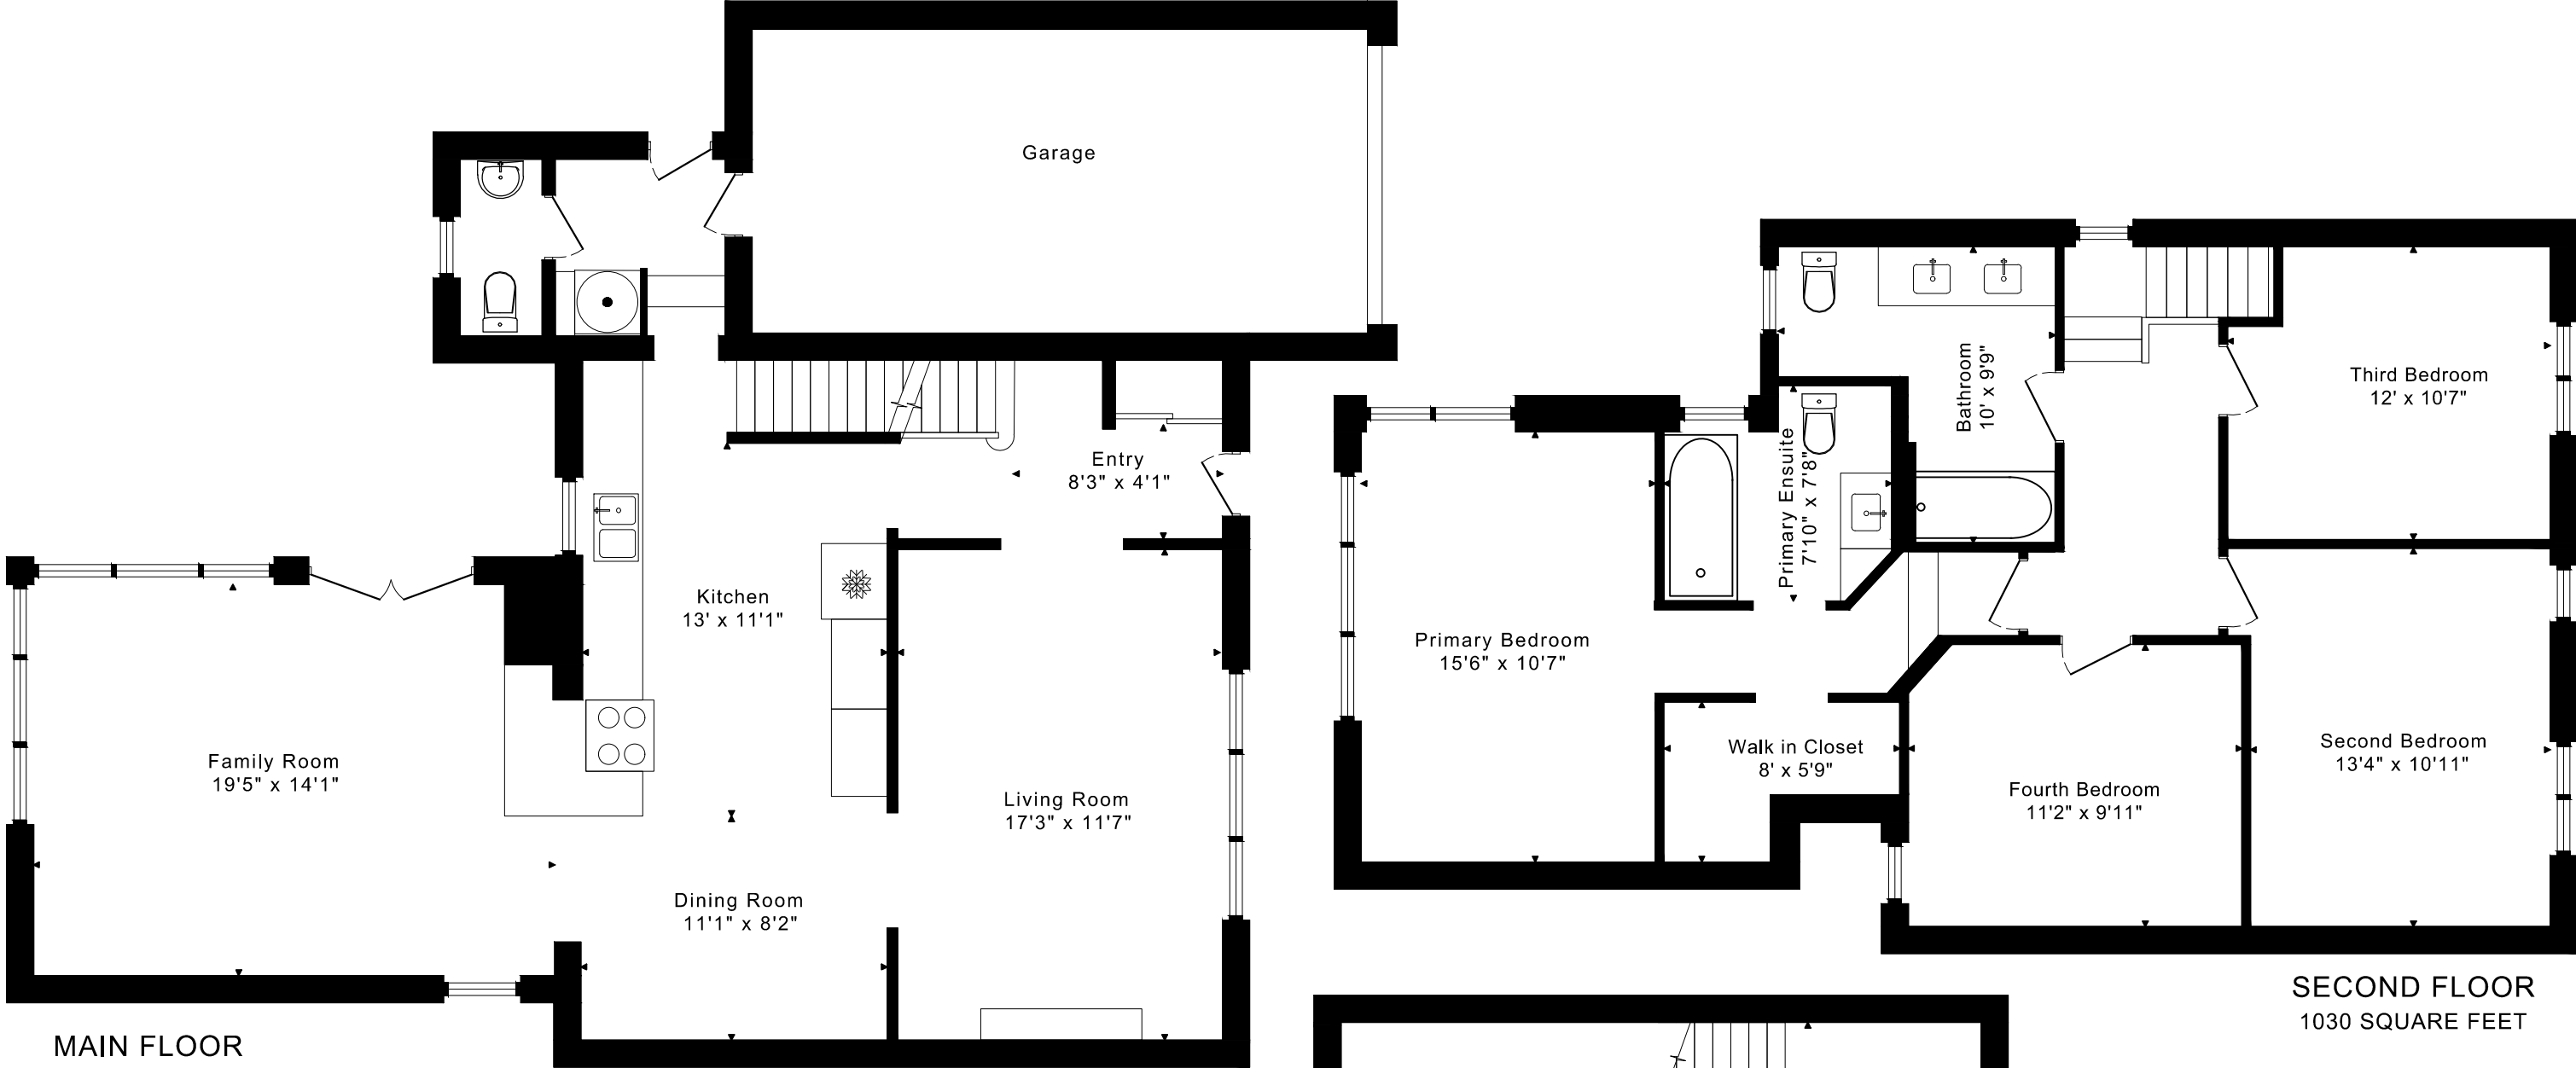 Garage
Entry
8'3" x 4'1"
Kitchen
13' x 11'1"
Family Room
19'5" x 14'1"
Living Room
17'3" x 11'7"
Dining Room
11'1" x 8'2"
MAIN FLOOR
Bathroom
10' x 9'9"
Third Bedroom
12' x 10'7"
Primary Ensuite
7'10" x 7'8"
Primary Bedroom
15'6" x 10'7"
Walk in Closet
8' x 5'9"
Second Bedroom
13'4" x 10'11"
Fourth Bedroom
11'2" x 9'11"
SECOND FLOOR
1030 SQUARE FEET